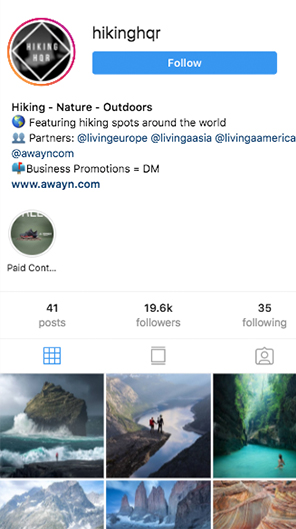 HIKING
HQR
hikinghqr
Follow
Hiking - Nature - Outdoors
Featuring hiking spots around the world
Partners: @livingeurope @livingaasia @livingaamerica
@awayncom
Business Promotions = DM
www.awayn.com
Paid Cont...
41 19.6k 35
posts followers following